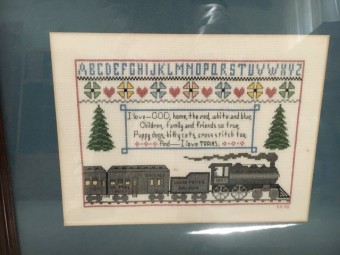 ABCDEFGHIJKLMNOPQRSTUVWXYZ
I love—GOD, home, the red, white and blue,
Children, family and friends so true,
Puppy dogs, kitty cats, cross stitch too,
And — I love TRAINS.